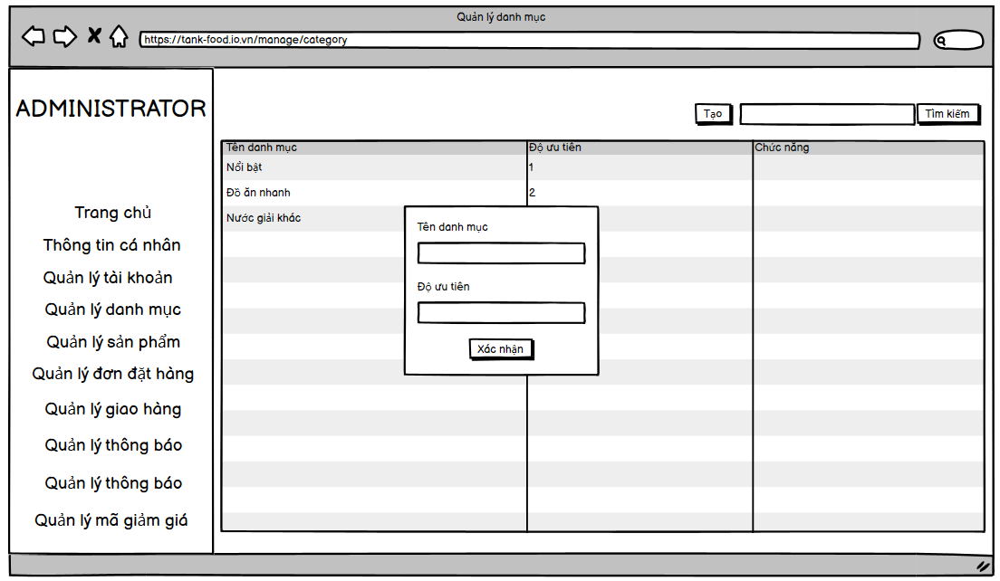 Quản lý danh mục
https://tank-food.io.vn/manage/category
ADMINISTRATOR
Trang chủ
Thông tin cá nhân
Quản lý tài khoản
Quản lý danh mục
Quản lý sản phẩm
Quản lý đơn đặt hàng
Quản lý giao hàng
Quản lý thông báo
Quản lý thông báo
Quản lý mã giảm giá
Tạo Tìm kiếm
Tên danh mục Độ ưu tiên Chức năng
Nổi bật 1
Đồ ăn nhanh 2
Nước giải khác
Tên danh mục
Độ ưu tiên
Xác nhận